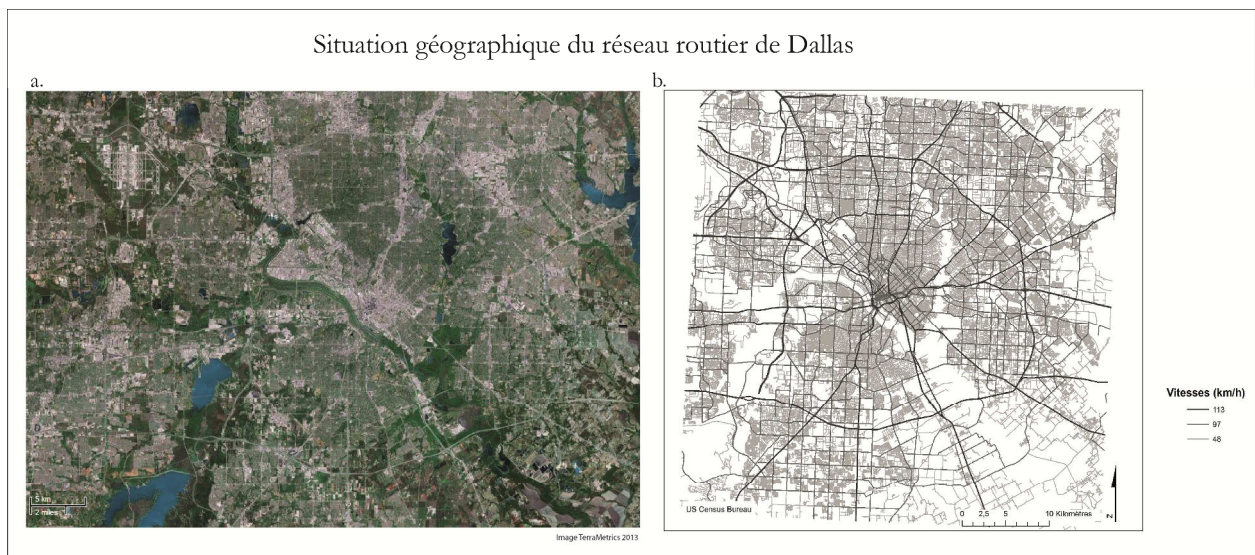 Situation géographique du réseau routier de Dallas
a.
b.
5 km
2 miles
Image TerraMetrics 2013
US Census Bureau
0 2,5 5 10 Kilomètres
N
Vitesses (km/h)
113
97
48